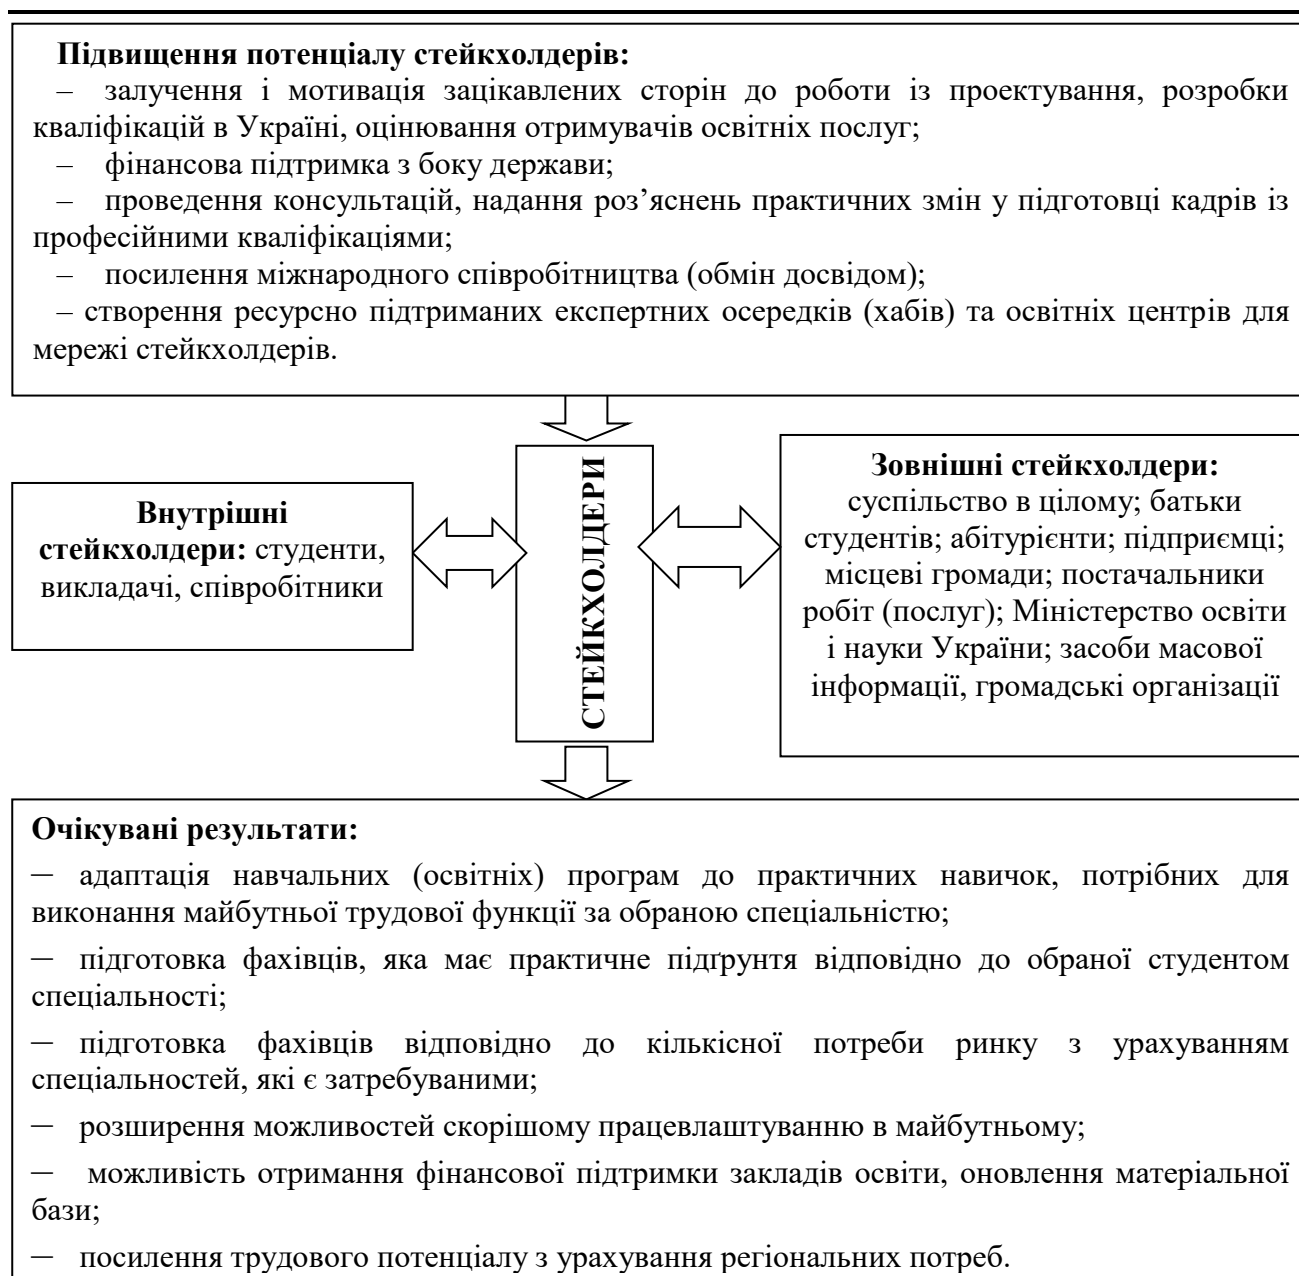 Підвищення потенціалу стейкхолдерів:
– залучення і мотивація зацікавлених сторін до роботи із проектування, розробки
кваліфікацій в Україні, оцінювання отримувачів освітніх послуг;
– фінансова підтримка з боку держави;
– проведення консультацій, надання роз’яснень практичних змін у підготовці кадрів із
професійними кваліфікаціями;
– посилення міжнародного співробітництва (обмін досвідом);
– створення ресурсно підтриманих експертних осередків (хабів) та освітніх центрів для
мережі стейкхолдерів.
Внутрішні
стейкхолдери: студенти,
викладачі, співробітники
СТЕЙКХОЛДЕРИ
Зовнішні стейкхолдери:
суспільство в цілому; батьки
студентів; абітурієнти; підприємці;
місцеві громади; постачальники
робіт (послуг); Міністерство освіти
і науки України; засоби масової
інформації, громадські організації
Очікувані результати:
— адаптація навчальних (освітніх) програм до практичних навичок, потрібних для
виконання майбутньої трудової функції за обраною спеціальністю;
— підготовка фахівців, яка має практичне підґрунтя відповідно до обраної студентом
спеціальності;
— підготовка фахівців відповідно до кількісної потреби ринку з урахуванням
спеціальностей, які є затребуваними;
— розширення можливостей скорішому працевлаштуванню в майбутньому;
— можливість отримання фінансової підтримки закладів освіти, оновлення матеріальної
бази;
— посилення трудового потенціалу з урахування регіональних потреб.